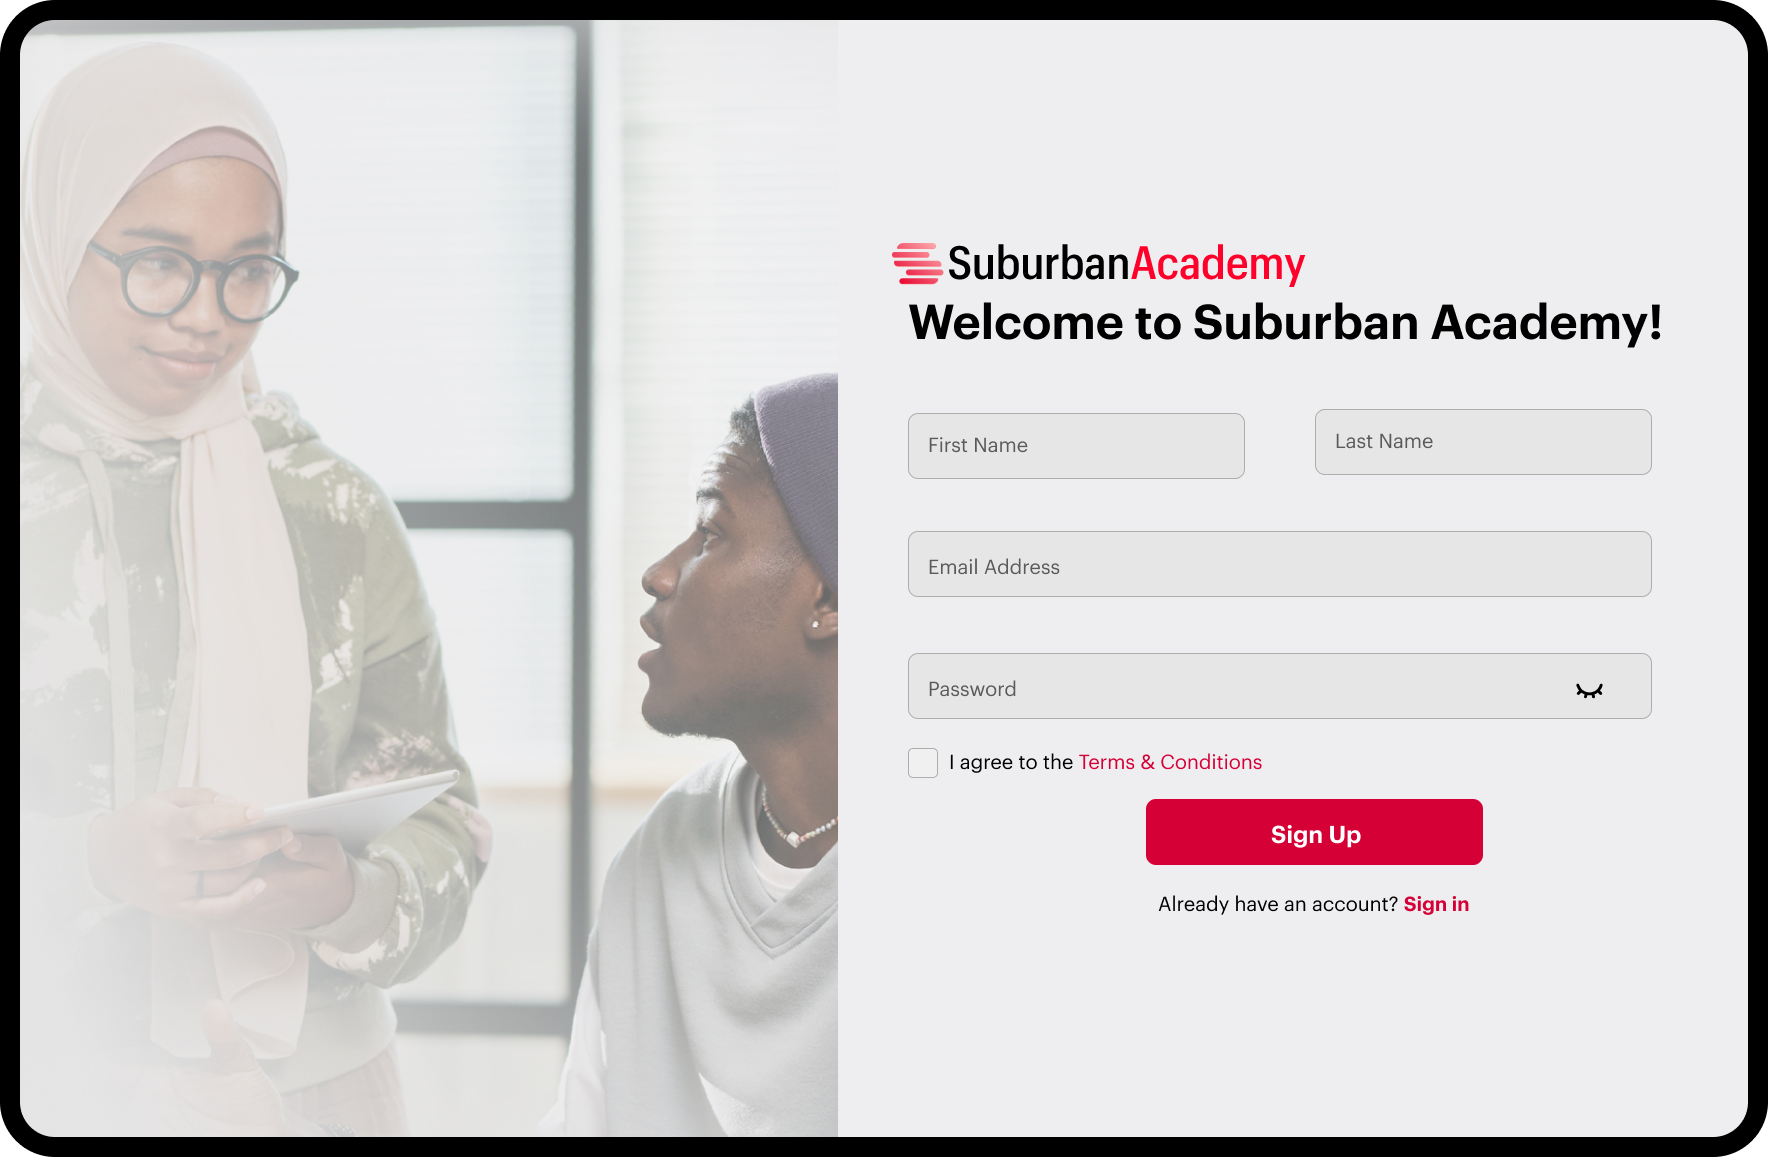 SuburbanAcademy
Welcome to Suburban Academy!
First Name
Last Name
Email Address
Password
I agree to the Terms & Conditions
Sign Up
Already have an account? Sign in